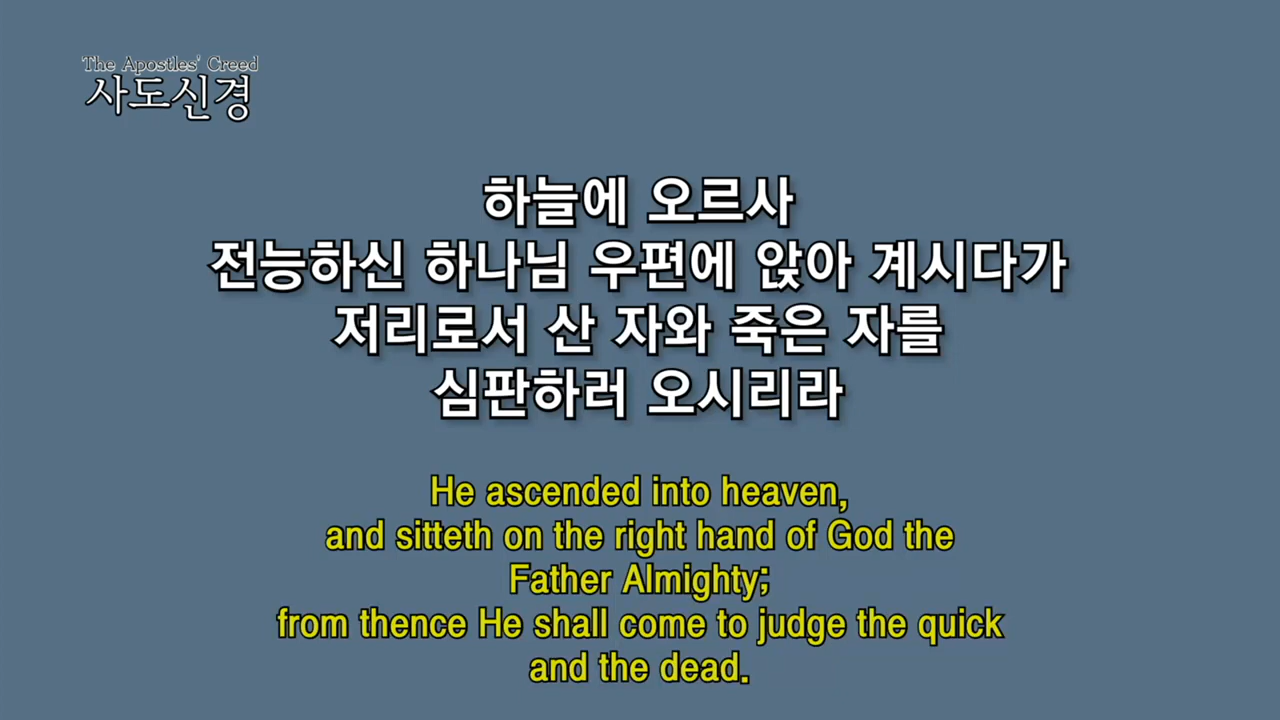 The Apostles' Creed
사도신경
하늘에 오르사
전능하신 하나님 우편에 앉아 계시다가
저리로서 산 자와 죽은 자를
심판하러 오시리라
He ascended into heaven,
and sitteth on the right hand of God the
Father Almighty;
from thence He shall come to judge the quick
and the dead.